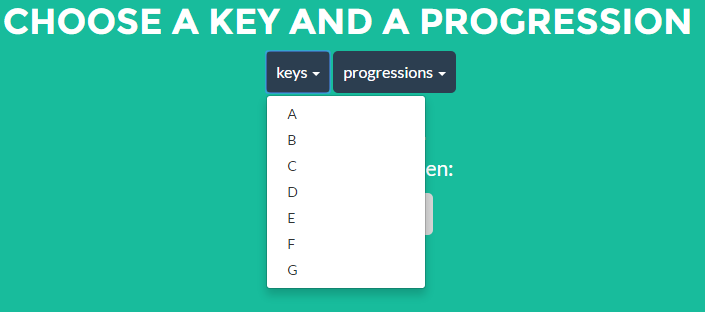 CHOOSE A KEY AND A PROGRESSION
keys progressions
A
B
C
D
E
F
G
en: